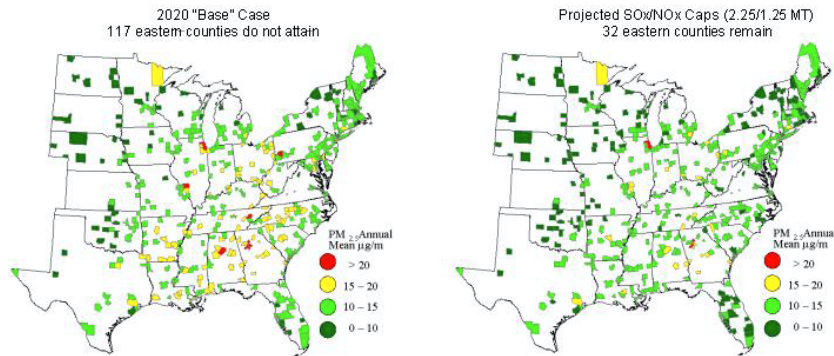 2020 "Base" Case
117 eastern counties do not attain
PM 2.5 Annual
Mean µg/m
> 20
15 – 20
10 – 15
0 – 10
Projected SOx/NOx Caps (2.25/1.25 MT)
32 eastern counties remain
PM 2.5 Annual
Mean µg/m
> 20
15 – 20
10 – 15
0 – 10